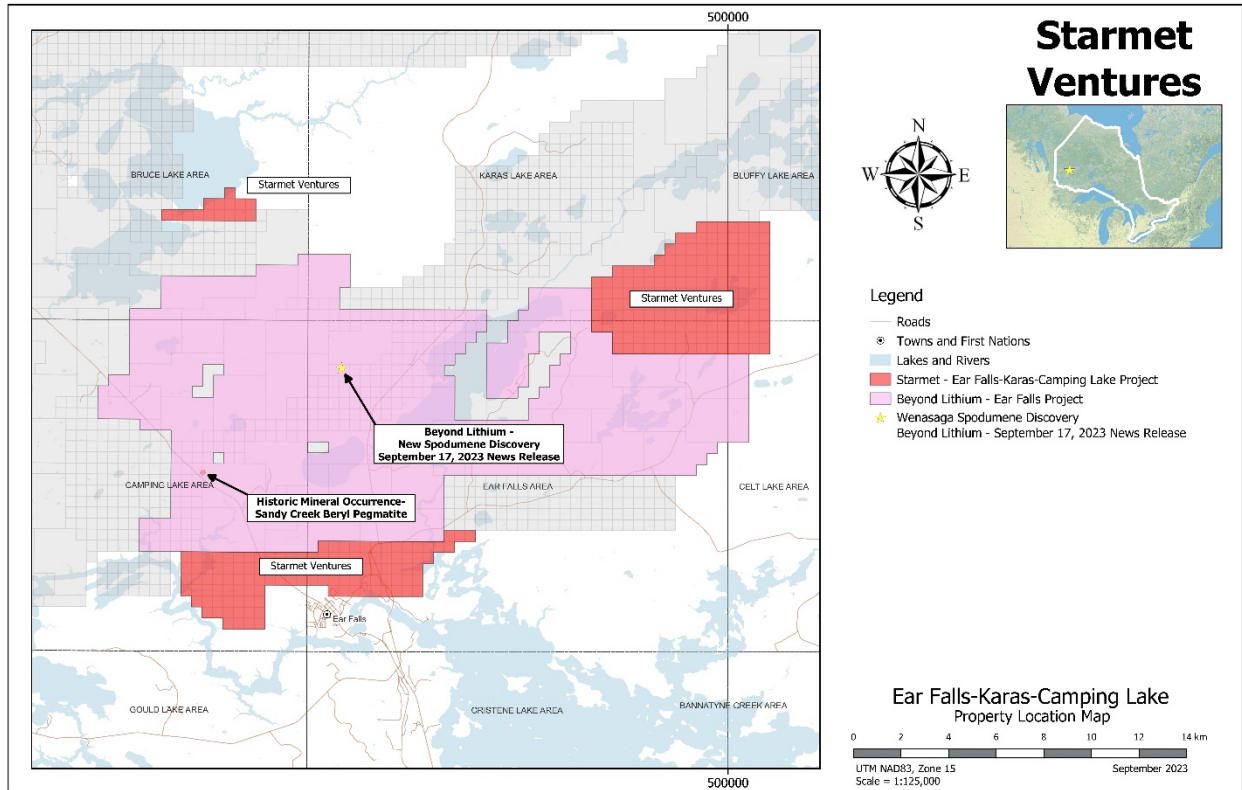 500000
Starmet
Ventures
N
W
E
S
BRUCE LAKE AREA
KARAS LAKE AREA
BLUFFY LAKE AREA
Starmet Ventures
Starmet Ventures
Beyond Lithium -
New Spodumene Discovery
September 17, 2023 News Release
CAMPING LAKE AREA
EAR FALLS AREA
CELT LAKE AREA
Historic Mineral Occurrence-
Sandy Creek Beryl Pegmatite
Starmet Ventures
Ear Falls
GOULD LAKE AREA
CRISTENE LAKE AREA
BANNATYNE CREEK AREA
500000
Legend
Roads
Towns and First Nations
Lakes and Rivers
Starmet - Ear Falls-Karas-Camping Lake Project
Beyond Lithium - Ear Falls Project
Wenasaga Spodumene Discovery
Beyond Lithium - September 17, 2023 News Release
Ear Falls-Karas-Camping Lake
Property Location Map
0 2 4 6 8 10 12 14 km
UTM NAD83, Zone 15
September 2023
Scale = 1:125,000